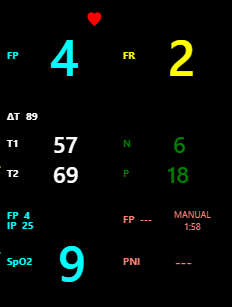 FP 4 FR 2
ΔT 89
T1 57 N 6
T2 69 P 18
FP 4 FP --- MANUAL
IP 25 1:58
SpO2 9 PNI ---